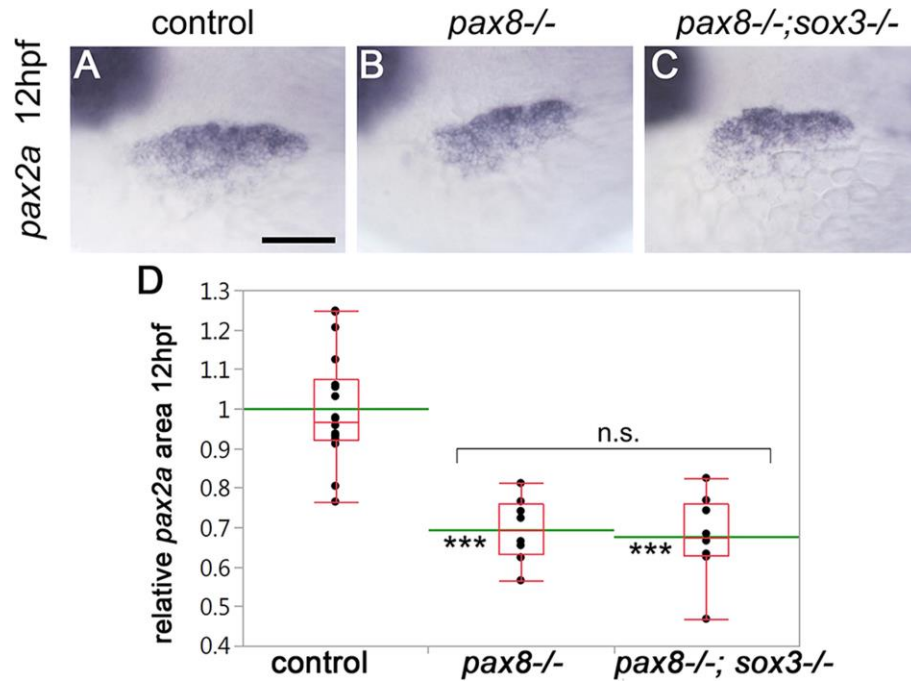 control pax8-/- pax8-/-;sox3-/-
pax2a 12hpf
A B C
D
relative pax2a area 12hpf
1.3
1.2
1.1
1
0.9
0.8
0.7
0.6
0.5
0.4
n.s.
*** ***
control pax8-/- pax8-/-; sox3-/-